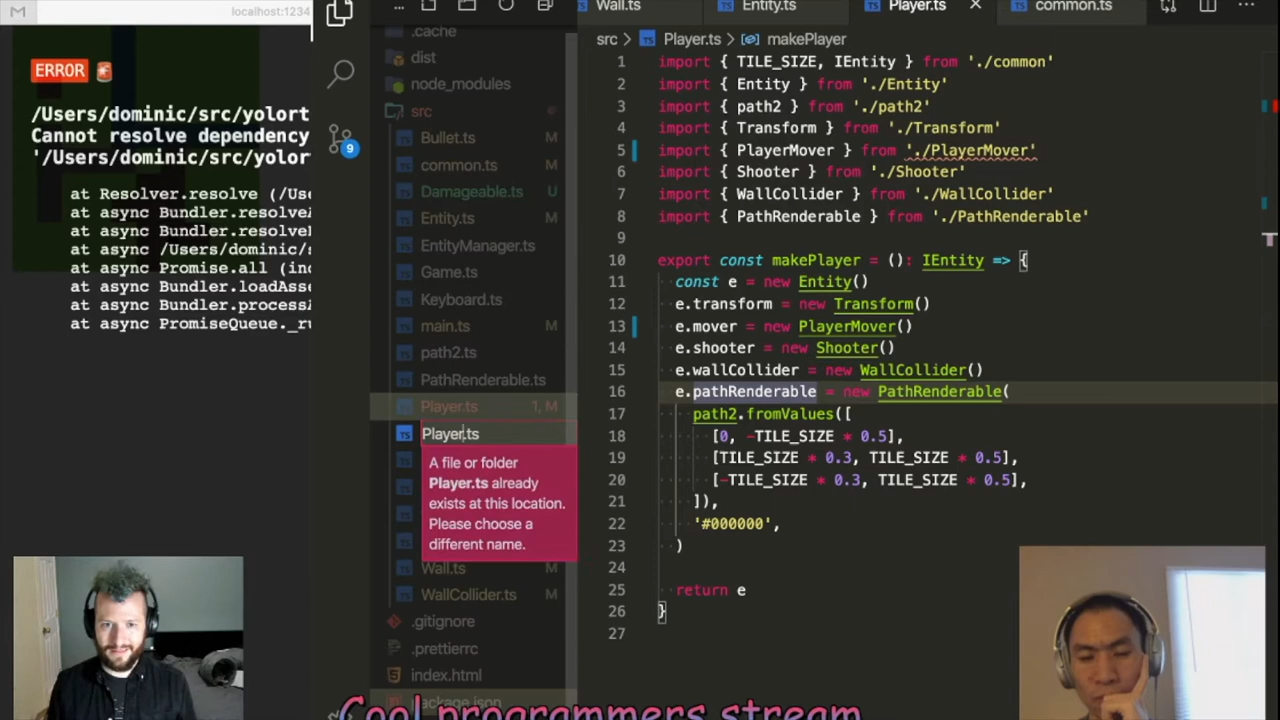 localhost:1234
ERROR 🚨
/Users/dominic/src/yolort
Cannot resolve dependency
'/Users/dominic/src/yolor
at Resolver.resolve (/Use
at async Bundler.resolve
at async Bundler.resolve
at async /Users/dominic/s
at async Promise.all (ind
at async Bundler.loadAsse
at async Bundler.processA
at async PromiseQueue._ru
9
...
.cache
dist
node_modules
src
Bullet.ts M
common.ts M
Damageable.ts U
Entity.ts M
EntityManager.ts
Game.ts
Keyboard.ts
main.ts M
path2.ts
PathRenderable.ts
Player.ts 1, M
Player.ts
A file or folder
Player.ts already
exists at this location.
Please choose a
different name.
Wall.ts M
WallCollider.ts M
.gitignore
.prettierrc
index.html
package.json
Wall.ts Entity.ts Player.ts common.ts
src > Player.ts > makePlayer
1 import { TILE_SIZE, IEntity } from './common'
2 import { Entity } from './Entity'
3 import { path2 } from './path2'
4 import { Transform } from './Transform'
5 import { PlayerMover } from './PlayerMover'
6 import { Shooter } from './Shooter'
7 import { WallCollider } from './WallCollider'
8 import { PathRenderable } from './PathRenderable'
9
10 export const makePlayer = (): IEntity => {
11 const e = new Entity()
12 e.transform = new Transform()
13 e.mover = new PlayerMover()
14 e.shooter = new Shooter()
15 e.wallCollider = new WallCollider()
16 e.pathRenderable = new PathRenderable(
17 path2.fromValues([
18 [0, -TILE_SIZE * 0.5],
19 [TILE_SIZE * 0.3, TILE_SIZE * 0.5],
20 [-TILE_SIZE * 0.3, TILE_SIZE * 0.5],
21 ]),
22 '#000000',
23 )
24
25 return e
26 }
27
Cool programmers stream